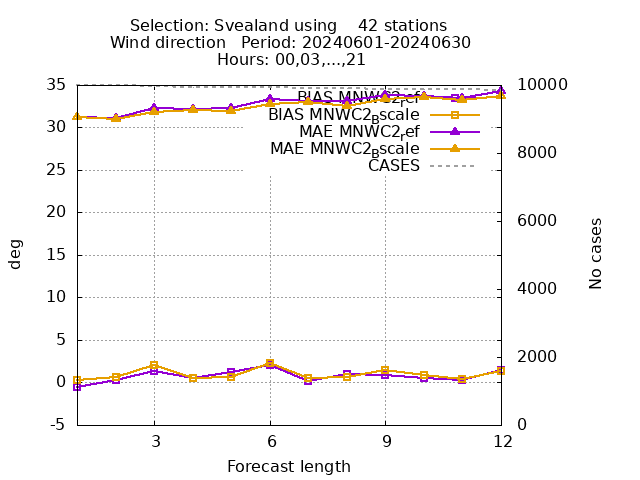 Selection: Svealand using 42 stations
Wind direction Period: 20240601-20240630
Hours: 00,03,...,21
35
30
25
20
15
10
5
0
-5
deg
10000
8000
6000
4000
2000
0
No cases
BIAS MNWC2_ref
BIAS MNWC2_Bscale
MAE MNWC2_ref
MAE MNWC2_Bscale
CASES
3 6 9 12
Forecast length